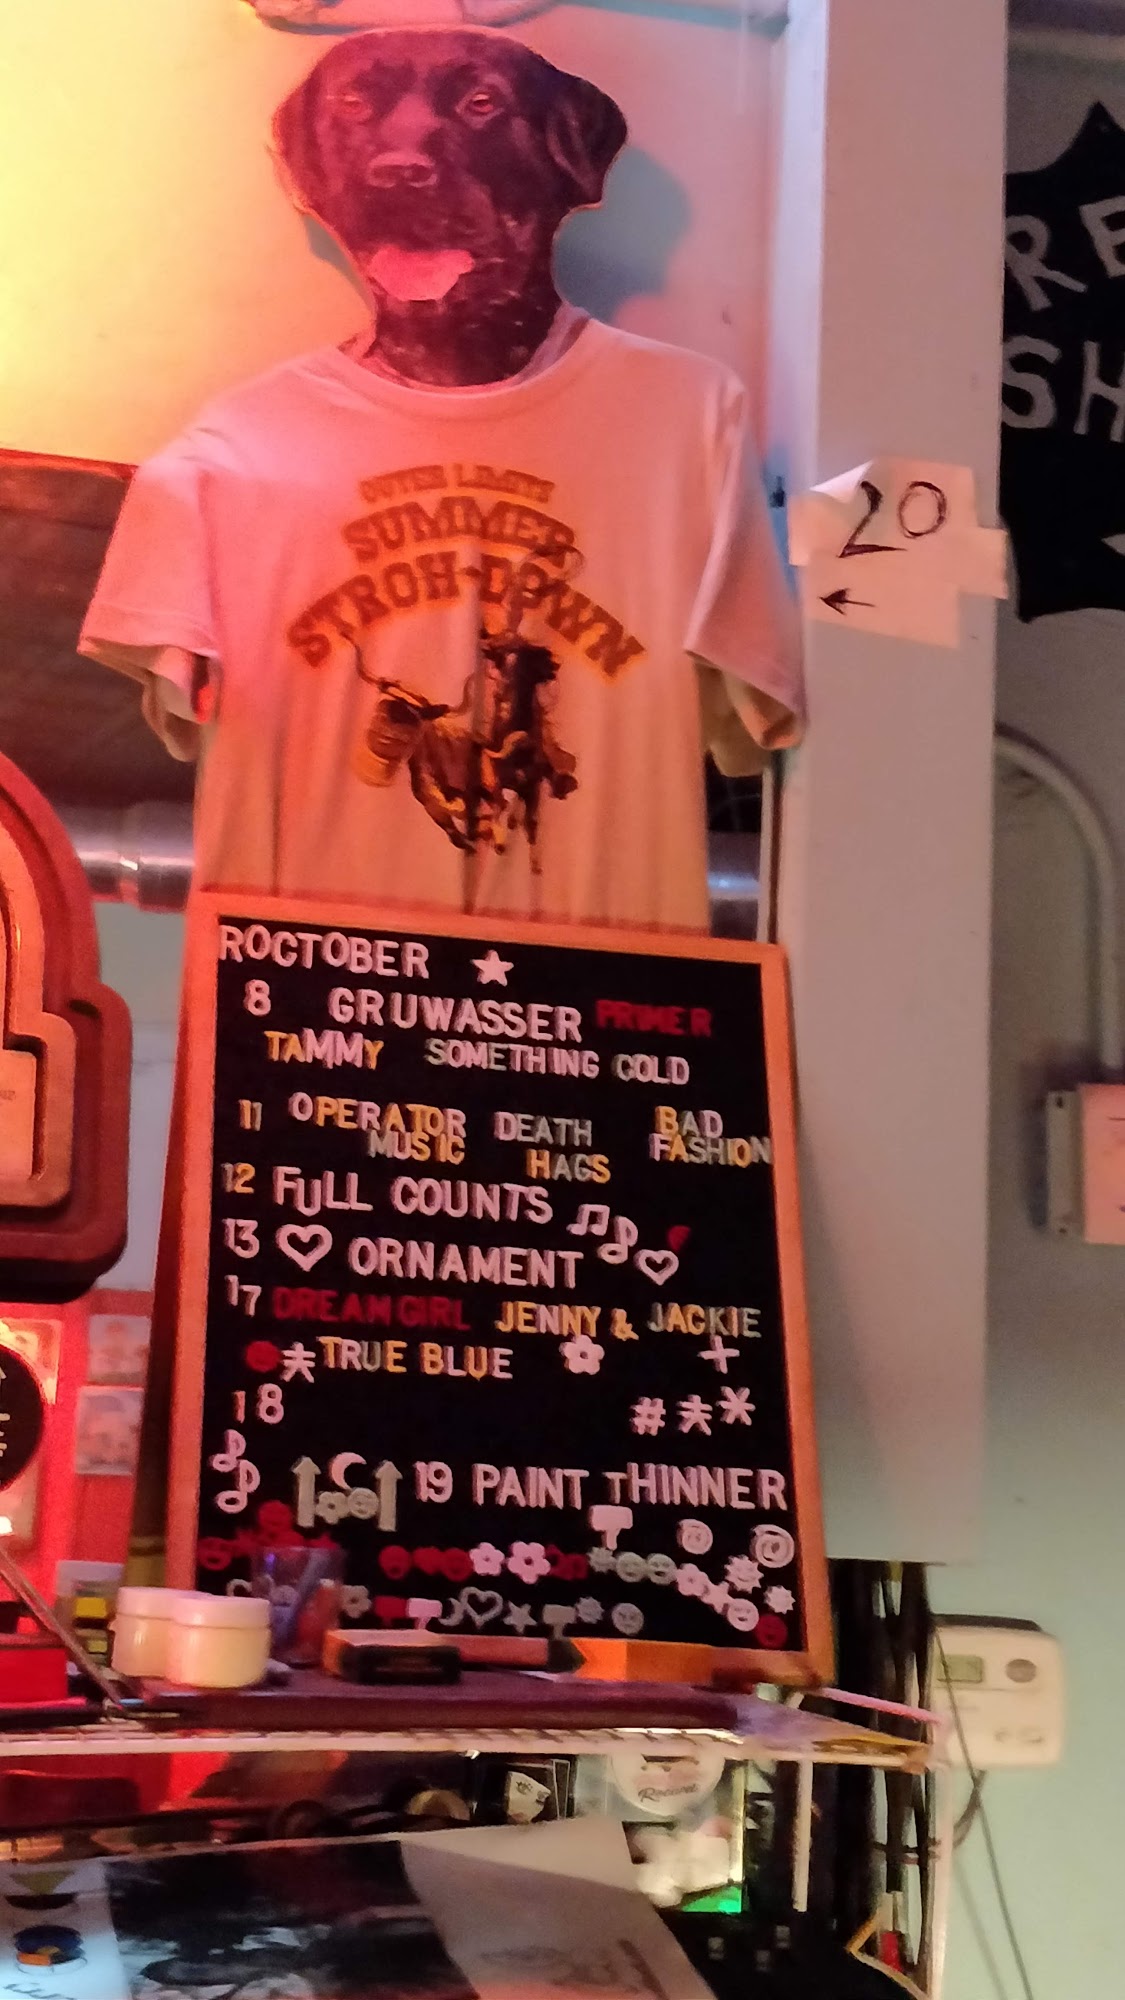 OUTER LIMITS
SUMMER
STROH-DOWN
20
RE
SH
ROCTOBER
8 GRUWASSER PRIMER
TAMMY SOMETHING COLD
11 OPERATOR DEATH BAD
MUSIC HAGS FASHION
12 FULL COUNTS
13 ORNAMENT
17 DREAMGIRL JENNY & JACKIE
TRUE BLUE
18 #
19 PAINT THINNER